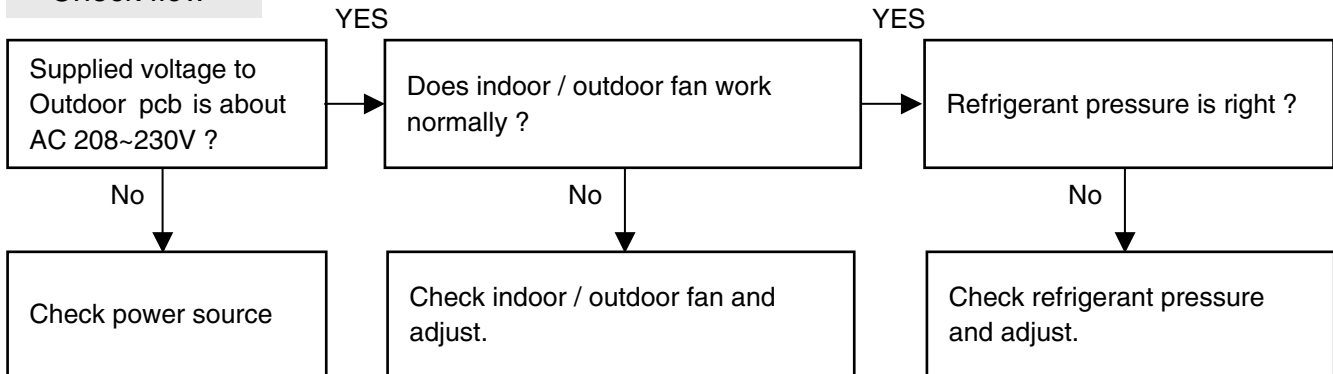 YES
YES
Supplied voltage to
Outdoor pcb is about
AC 208~230V ?
Does indoor / outdoor fan work
normally ?
Refrigerant pressure is right ?
No
No
No
Check power source
Check indoor / outdoor fan and
adjust.
Check refrigerant pressure
and adjust.